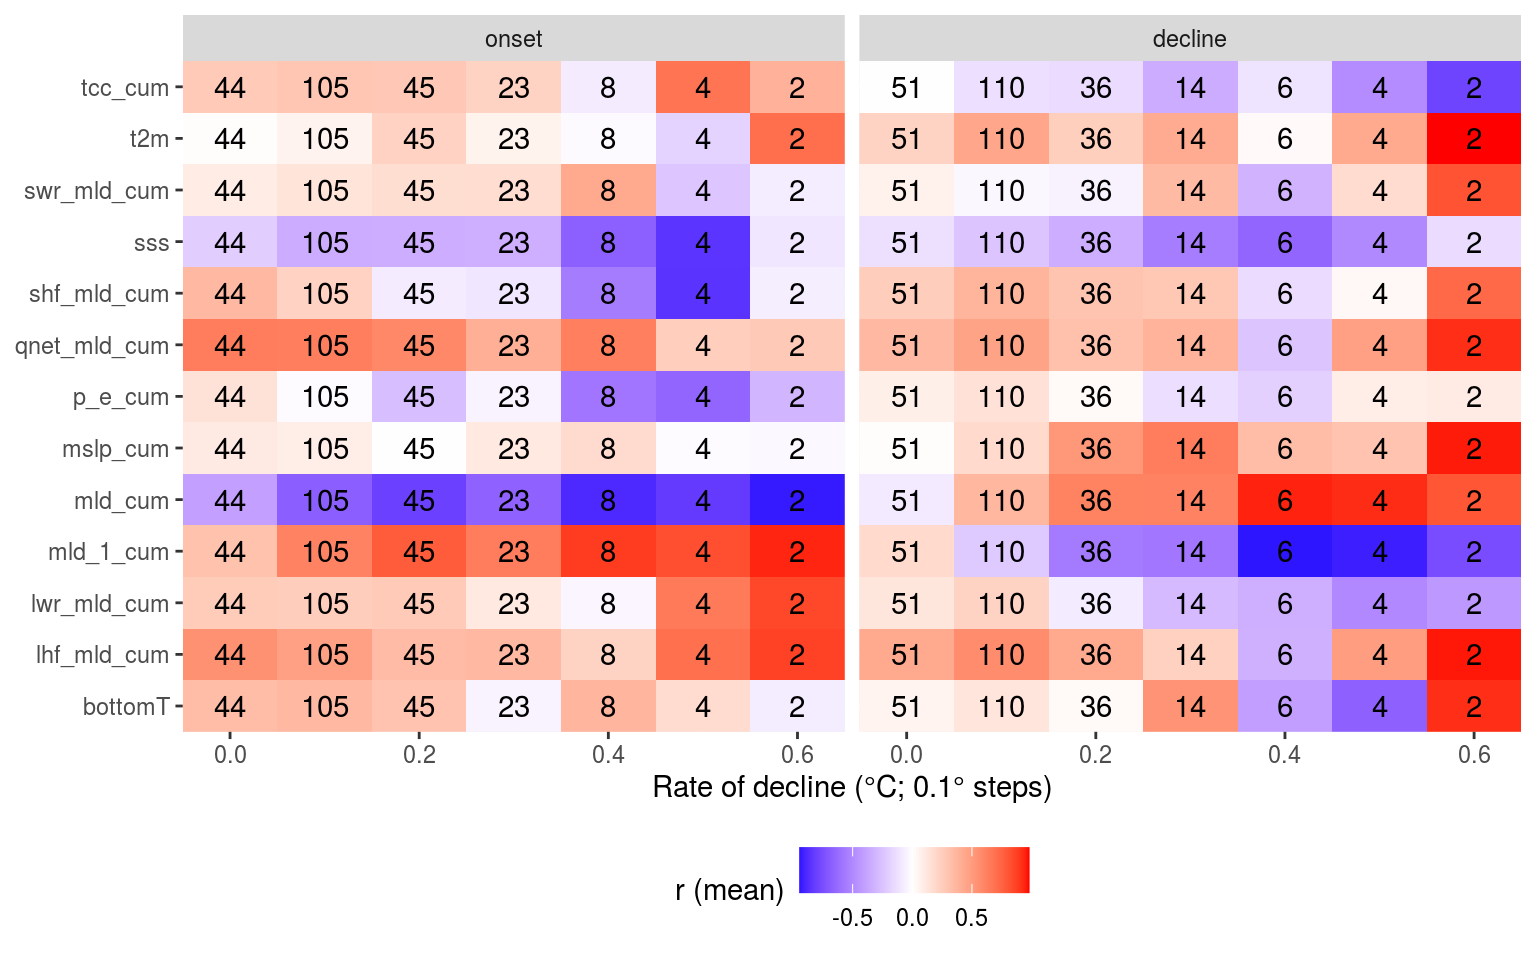 onset decline
tcc_cum 44 105 45 23 8 4 2 51 110 36 14 6 4 2
t2m 44 105 45 23 8 4 2 51 110 36 14 6 4 2
swr_mld_cum 44 105 45 23 8 4 2 51 110 36 14 6 4 2
sss 44 105 45 23 8 4 2 51 110 36 14 6 4 2
shf_mld_cum 44 105 45 23 8 4 2 51 110 36 14 6 4 2
qnet_mld_cum 44 105 45 23 8 4 2 51 110 36 14 6 4 2
p_e_cum 44 105 45 23 8 4 2 51 110 36 14 6 4 2
mslp_cum 44 105 45 23 8 4 2 51 110 36 14 6 4 2
mld_cum 44 105 45 23 8 4 2 51 110 36 14 6 4 2
mld_1_cum 44 105 45 23 8 4 2 51 110 36 14 6 4 2
lwr_mld_cum 44 105 45 23 8 4 2 51 110 36 14 6 4 2
lhf_mld_cum 44 105 45 23 8 4 2 51 110 36 14 6 4 2
bottomT 44 105 45 23 8 4 2 51 110 36 14 6 4 2
0.0 0.2 0.4 0.6 0.0 0.2 0.4 0.6
Rate of decline (°C; 0.1° steps)
r (mean)
-0.5 0.0 0.5